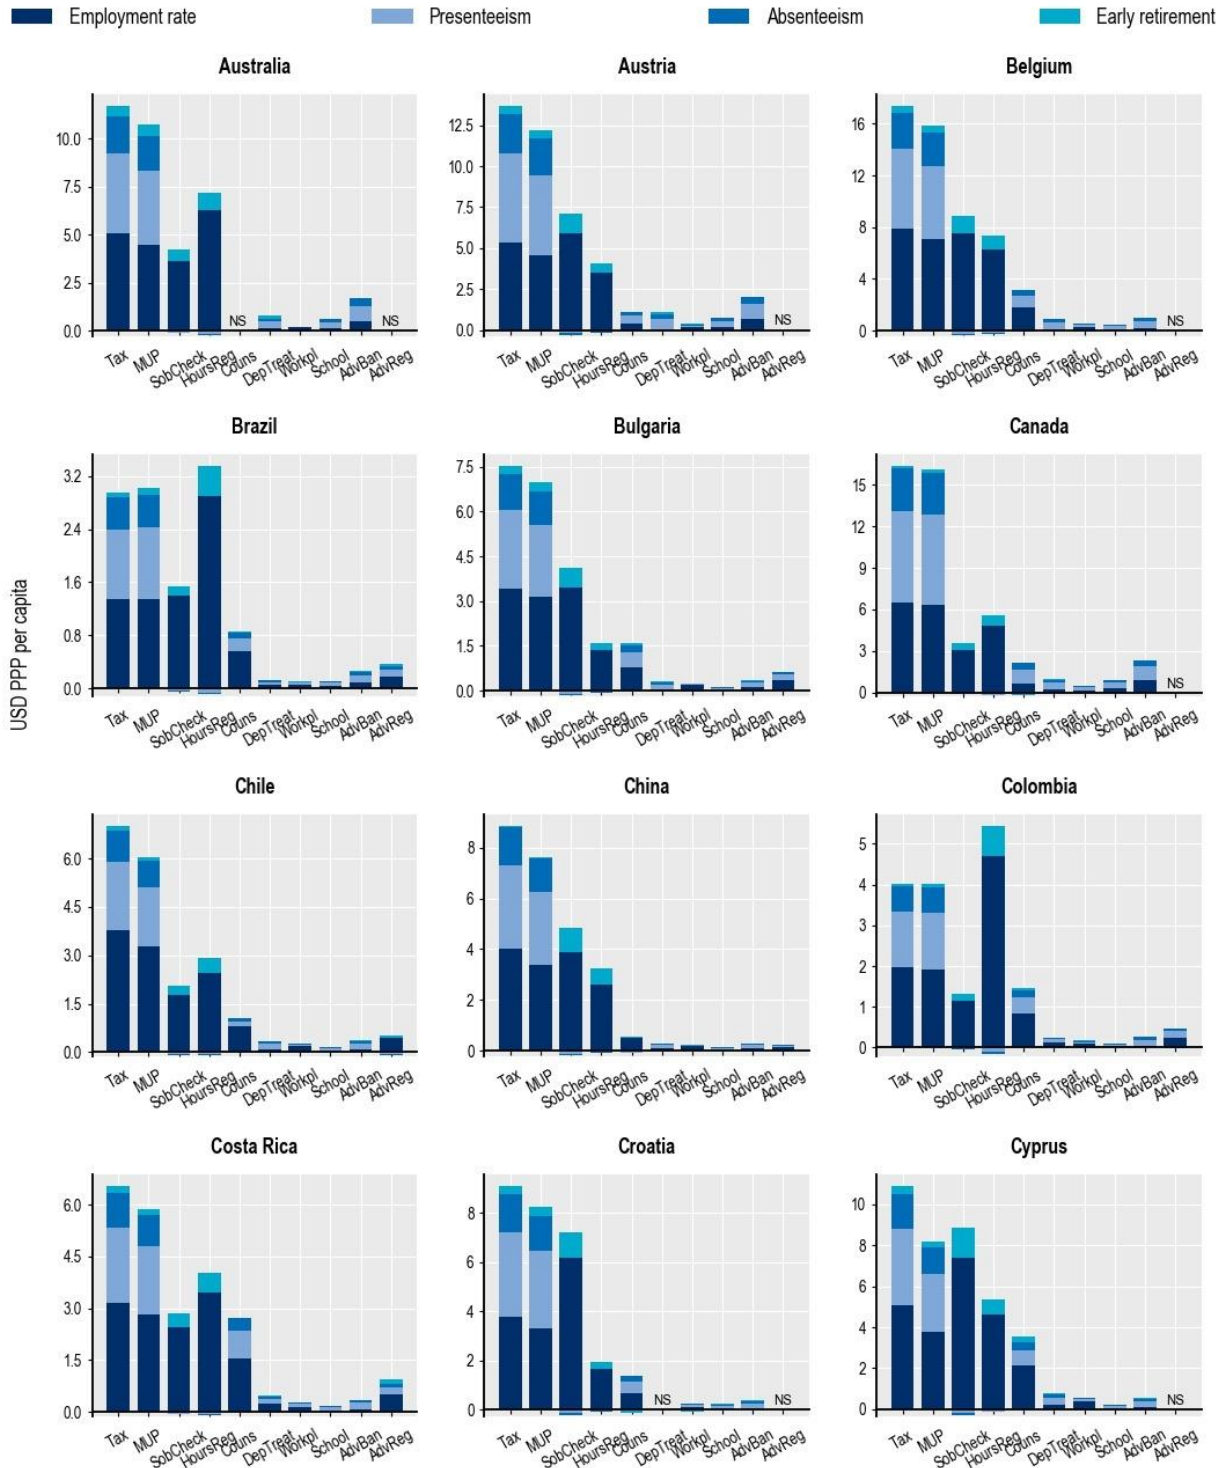 Employment rate Presenteeism Absenteeism Early retirement
USD PPP per capita
Australia Austria Belgium
10.0
7.5
5.0
2.5
0.0
NS NS
Tax MUP SobCheck HoursReg Couns DepTreat Workpl School AdvBan AdvReg
12.5
10.0
7.5
5.0
2.5
0.0
NS
Tax MUP SobCheck HoursReg Couns DepTreat Workpl School AdvBan AdvReg
16
12
8
4
0
NS
Tax MUP SobCheck HoursReg Couns DepTreat Workpl School AdvBan AdvReg
Brazil Bulgaria Canada
3.2
2.4
1.6
0.8
0.0
Tax MUP SobCheck HoursReg Couns DepTreat Workpl School AdvBan AdvReg
7.5
6.0
4.5
3.0
1.5
0.0
Tax MUP SobCheck HoursReg Couns DepTreat Workpl School AdvBan AdvReg
15
12
9
6
3
0
NS
Tax MUP SobCheck HoursReg Couns DepTreat Workpl School AdvBan AdvReg
Chile China Colombia
6.0
4.5
3.0
1.5
0.0
Tax MUP SobCheck HoursReg Couns DepTreat Workpl School AdvBan AdvReg
8
6
4
2
0
Tax MUP SobCheck HoursReg Couns DepTreat Workpl School AdvBan AdvReg
5
4
3
2
1
0
Tax MUP SobCheck HoursReg Couns DepTreat Workpl School AdvBan AdvReg
Costa Rica Croatia Cyprus
6.0
4.5
3.0
1.5
0.0
Tax MUP SobCheck HoursReg Couns DepTreat Workpl School AdvBan AdvReg
8
6
4
2
0
NS NS
Tax MUP SobCheck HoursReg Couns DepTreat Workpl School AdvBan AdvReg
10
8
6
4
2
0
NS
Tax MUP SobCheck HoursReg Couns DepTreat Workpl School AdvBan AdvReg